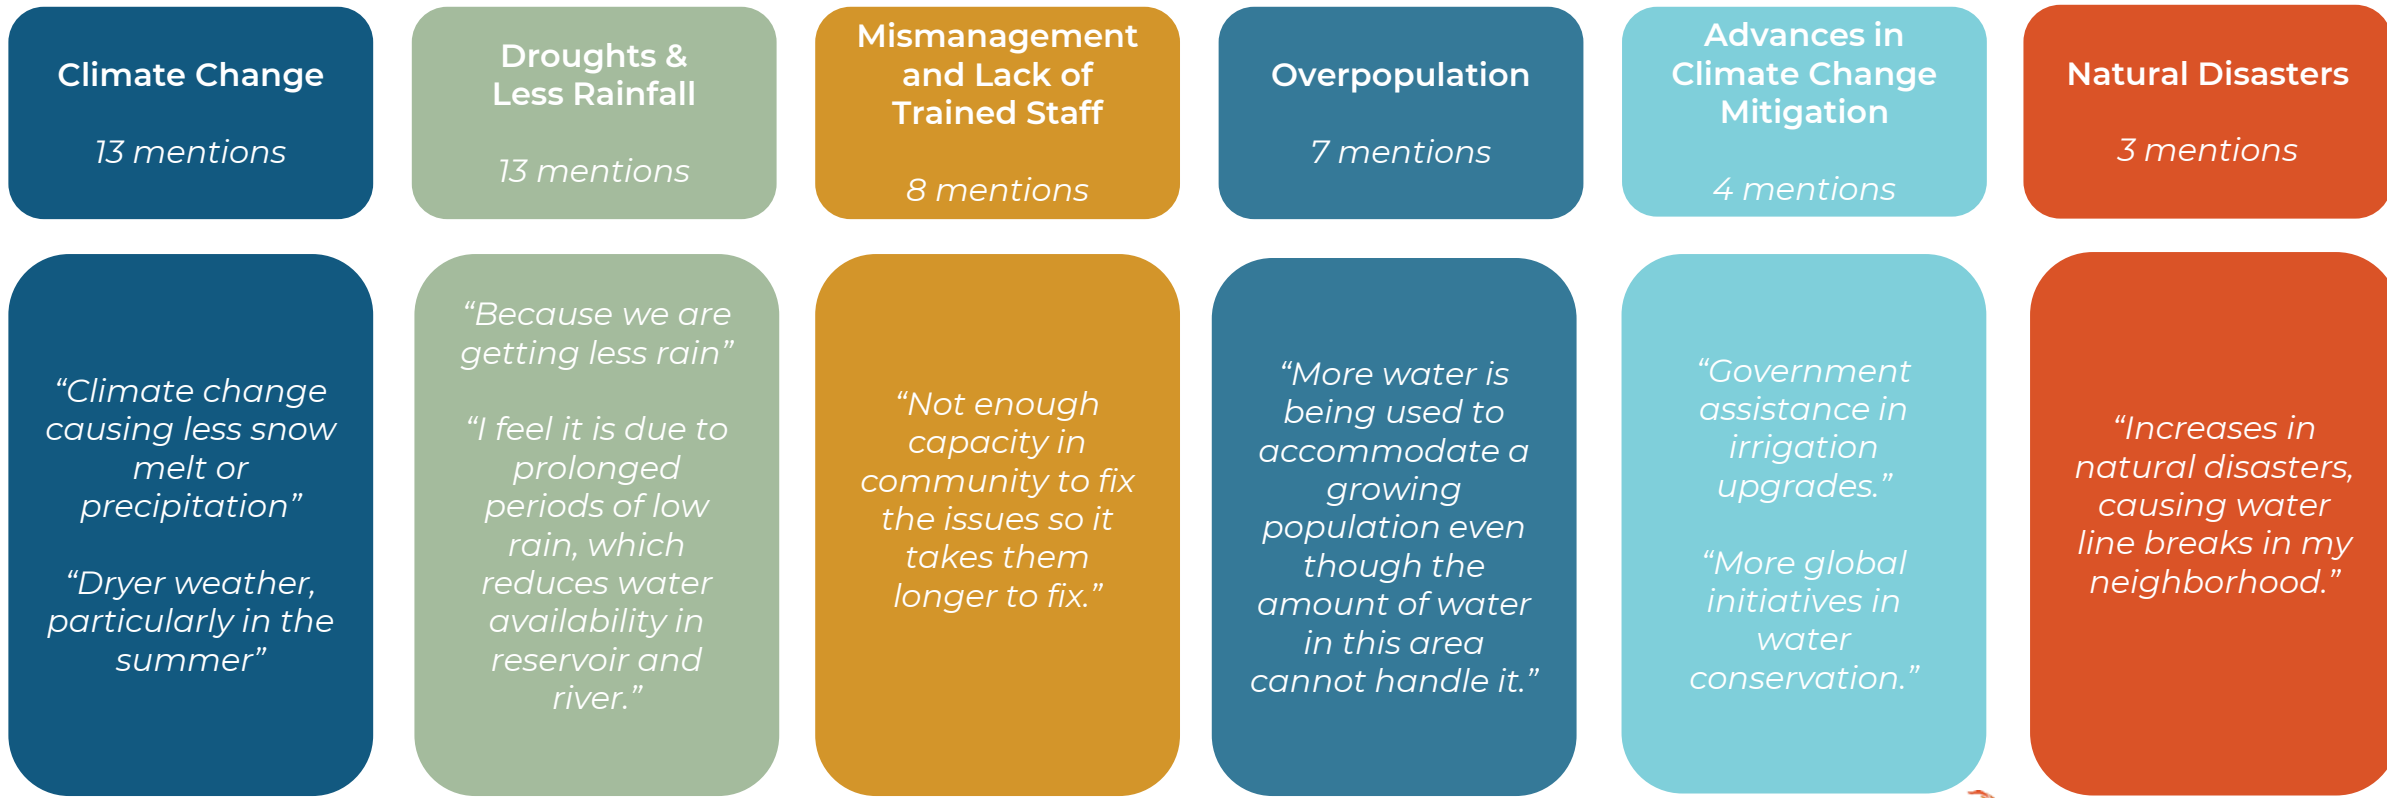 Climate Change
13 mentions
Droughts &
Less Rainfall
13 mentions
Mismanagement
and Lack of
Trained Staff
8 mentions
Overpopulation
7 mentions
Advances in
Climate Change
Mitigation
4 mentions
Natural Disasters
3 mentions
“Climate change
causing less snow
melt or
precipitation”
“Dryer weather,
particularly in the
summer”
“Because we are
getting less rain”
“I feel it is due to
prolonged
periods of low
rain, which
reduces water
availability in
reservoir and
river.”
“Not enough
capacity in
community to fix
the issues so it
takes them
longer to fix.”
“More water is
being used to
accommodate a
growing
population even
though the
amount of water
in this area
cannot handle it.”
“Government
assistance in
irrigation
upgrades.”
“More global
initiatives in
water
conservation.”
“Increases in
natural disasters,
causing water
line breaks in my
neighborhood.”